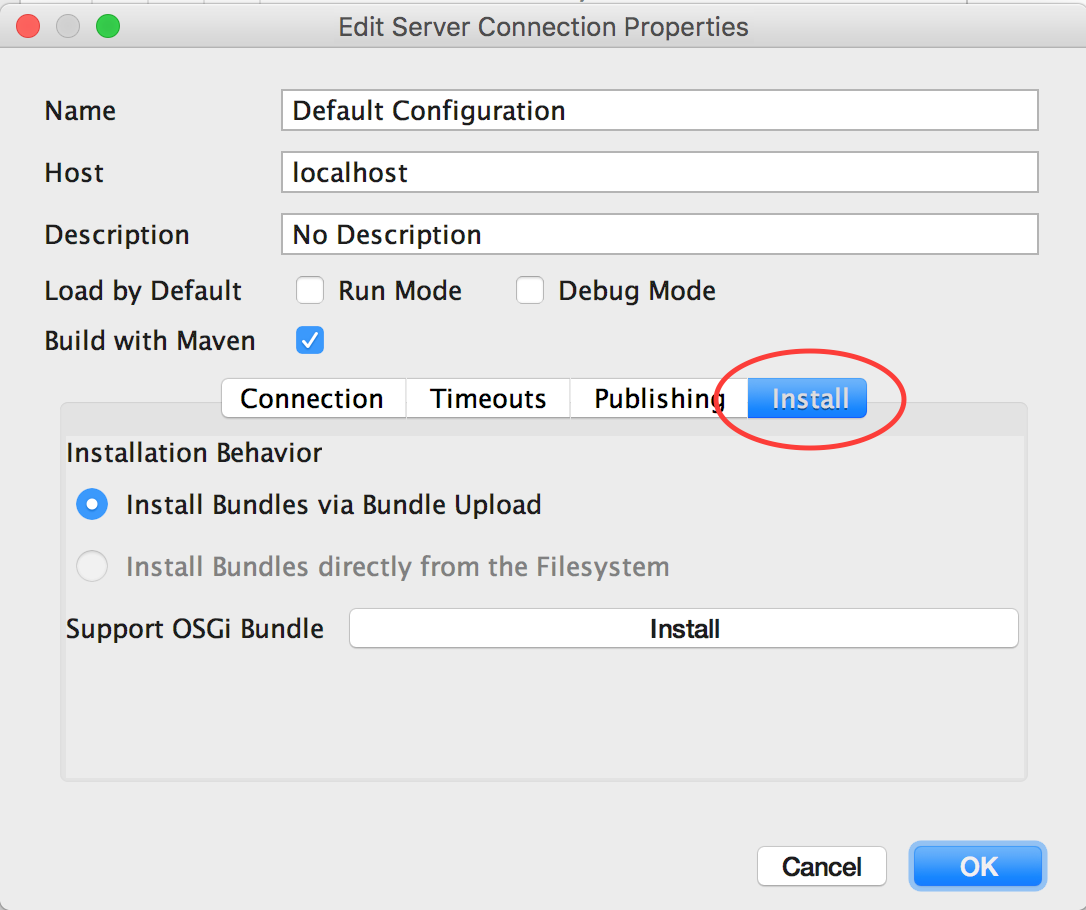 Edit Server Connection Properties
Name Default Configuration
Host localhost
Description No Description
Load by Default Run Mode Debug Mode
Build with Maven
Connection Timeouts Publishing Install
Installation Behavior
Install Bundles via Bundle Upload
Install Bundles directly from the Filesystem
Support OSGi Bundle Install
Cancel OK